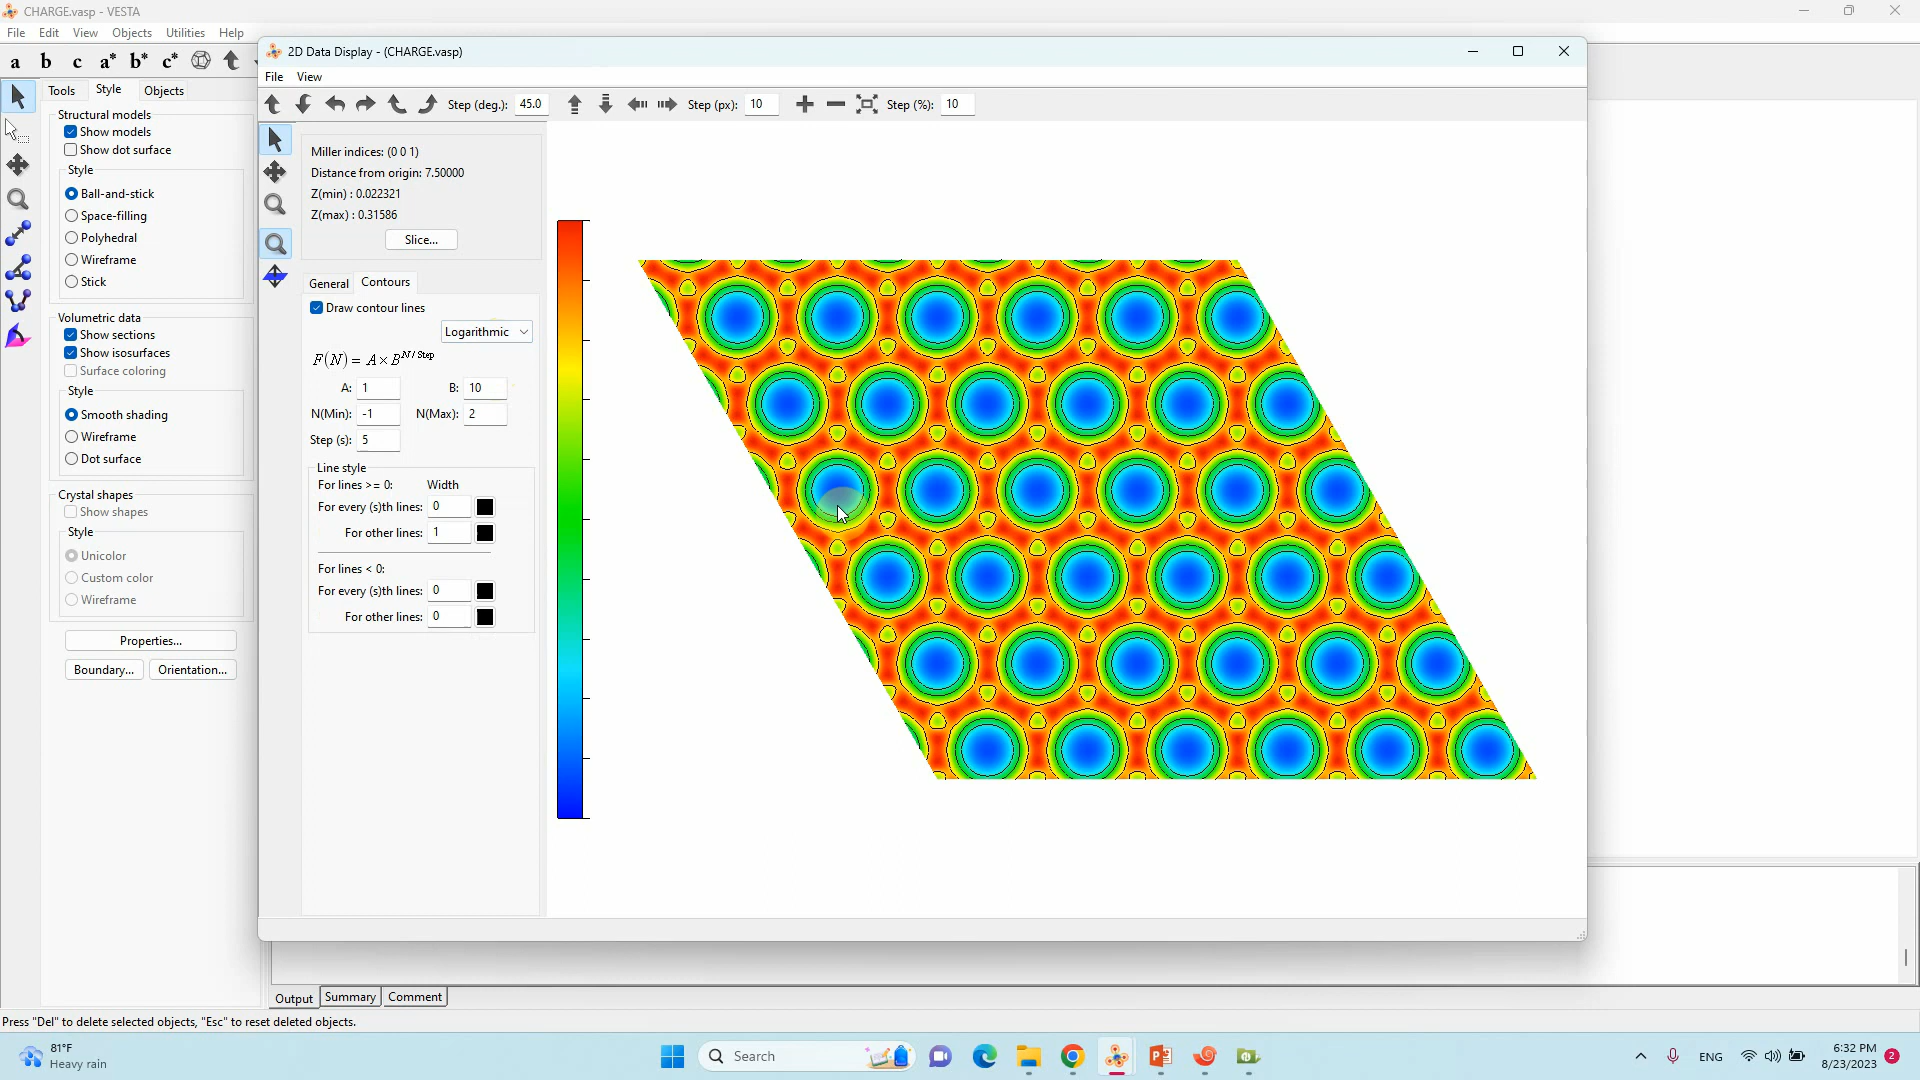 CHARGE.vasp - VESTA
File Edit View Objects Utilities Help
a b c a* b* c*
2D Data Display - (CHARGE.vasp)
File View
Step (deg.): 45.0 Step (px): 10 Step (%): 10
Tools Style Objects
Structural models
Show models
Show dot surface
Style
Ball-and-stick
Space-filling
Polyhedral
Wireframe
Stick
Volumetric data
Show sections
Show isosurfaces
Surface coloring
Style
Smooth shading
Wireframe
Dot surface
Crystal shapes
Show shapes
Style
Unicolor
Custom color
Wireframe
Properties...
Boundary... Orientation...
Miller indices: (0 0 1)
Distance from origin: 7.50000
Z(min) : 0.022321
Z(max) : 0.31586
Slice...
General Contours
Draw contour lines
Logarithmic
F(N) = A × B^N / Step
A: 1 B: 10
N(Min): -1 N(Max): 2
Step (s): 5
Line style
For lines >= 0: Width
For every (s)th lines: 0
For other lines: 1
For lines < 0:
For every (s)th lines: 0
For other lines: 0
Output Summary Comment
Press "Del" to delete selected objects, "Esc" to reset deleted objects.
81°F
Heavy rain
Search
ENG
6:32 PM
8/23/2023
2